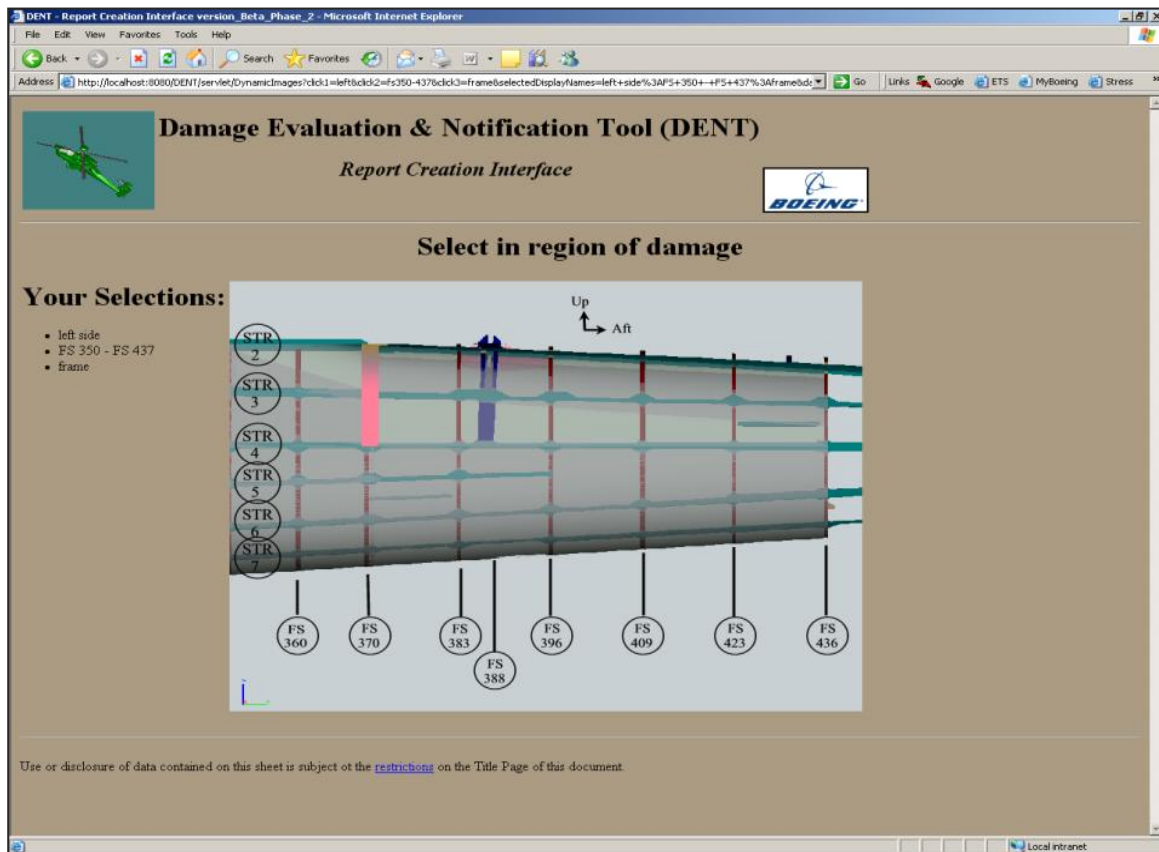 DENT - Report Creation Interface version_Beta_Phase_2 - Microsoft Internet Explorer
File Edit View Favorites Tools Help
Back Search Favorites
Address http://localhost:8080/DENT/servlet/DynamicImages?click1=left&click2=fs350-437&click3=frame&selectedDisplayNames=left+side%3AFS+350+-+FS+437%3Aframe&da Go Links Google ETS MyBoeing Stress »
Damage Evaluation & Notification Tool (DENT)
Report Creation Interface
BOEING
Select in region of damage
Your Selections:
• left side
• FS 350 - FS 437
• frame
Up
Aft
STR
2
STR
3
STR
4
STR
5
STR
6
STR
7
FS
360
FS
370
FS
383
FS
388
FS
396
FS
409
FS
423
FS
436
Use or disclosure of data contained on this sheet is subject ot the restrictions on the Title Page of this document.
Local intranet